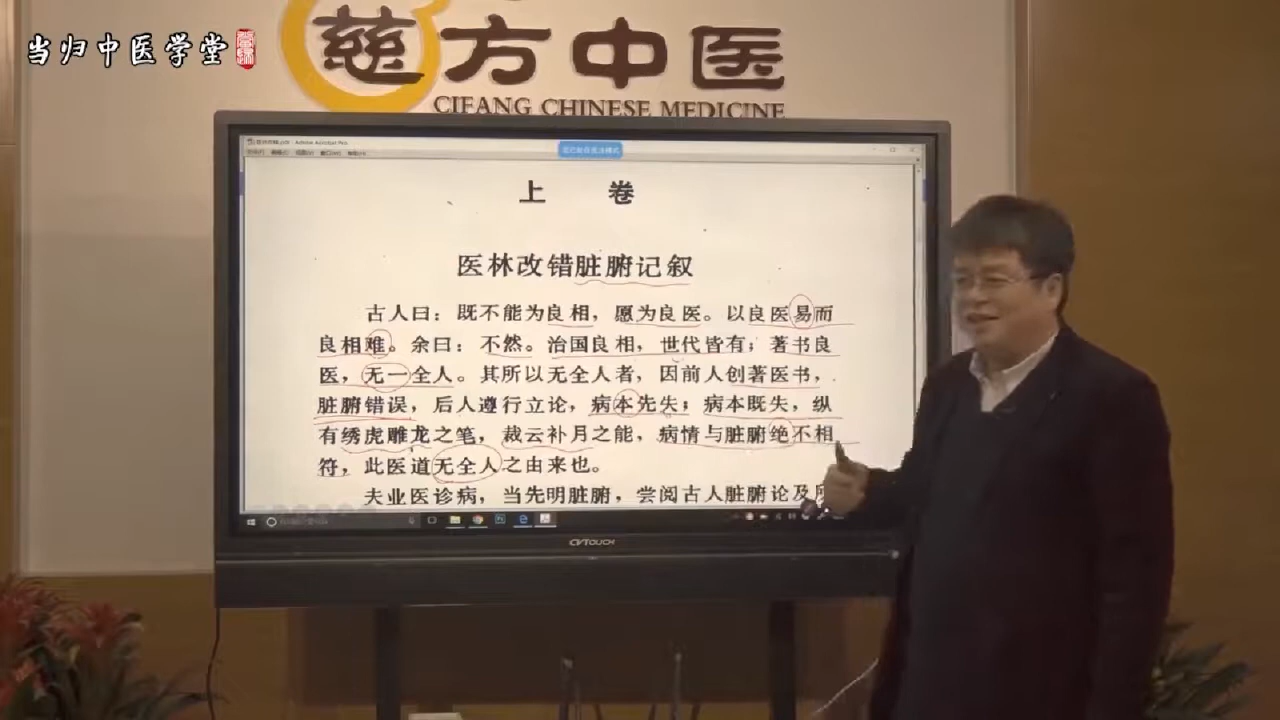 当归中医学堂
慈方中医
CIFANG CHINESE MEDICINE
上 卷
医林改错脏腑记叙
古人曰：既不能为良相，愿为良医。以良医易而
良相难。余曰：不然。治国良相，世代皆有；著书良
医，无一全人。其所以无全人者，因前人创著医书，
脏腑错误，后人遵行立论，病本先失；病本既失，纵
有绣虎雕龙之笔，裁云补月之能，病情与脏腑绝不相
符，此医道无全人之由来也。
夫业医诊病，当先明脏腑，尝阅古人脏腑论及所
CVTOUCH